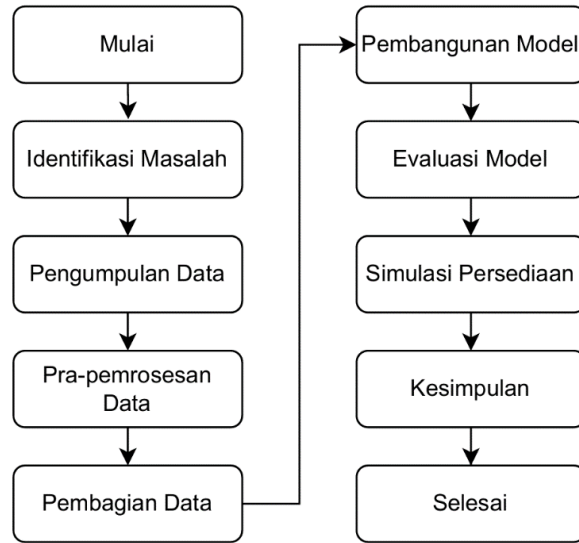 Mulai
Identifikasi Masalah
Pengumpulan Data
Pra-pemrosesan
Data
Pembagian Data
Pembangunan Model
Evaluasi Model
Simulasi Persediaan
Kesimpulan
Selesai